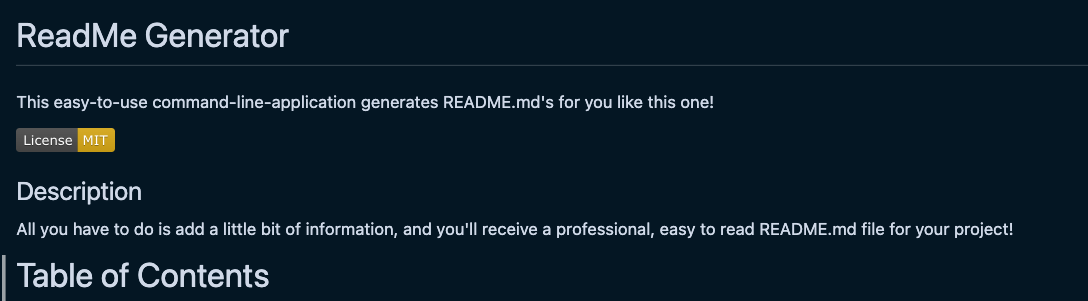 ReadMe Generator
This easy-to-use command-line-application generates README.md's for you like this one!
License MIT
Description
All you have to do is add a little bit of information, and you'll receive a professional, easy to read README.md file for your project!
Table of Contents